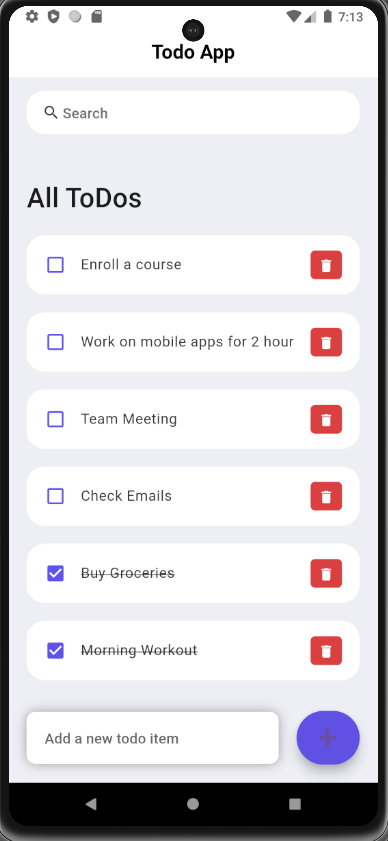 7:13
Todo App
Search
All ToDos
Enroll a course
Work on mobile apps for 2 hour
Team Meeting
Check Emails
Buy Groceries
Morning Workout
Add a new todo item
+